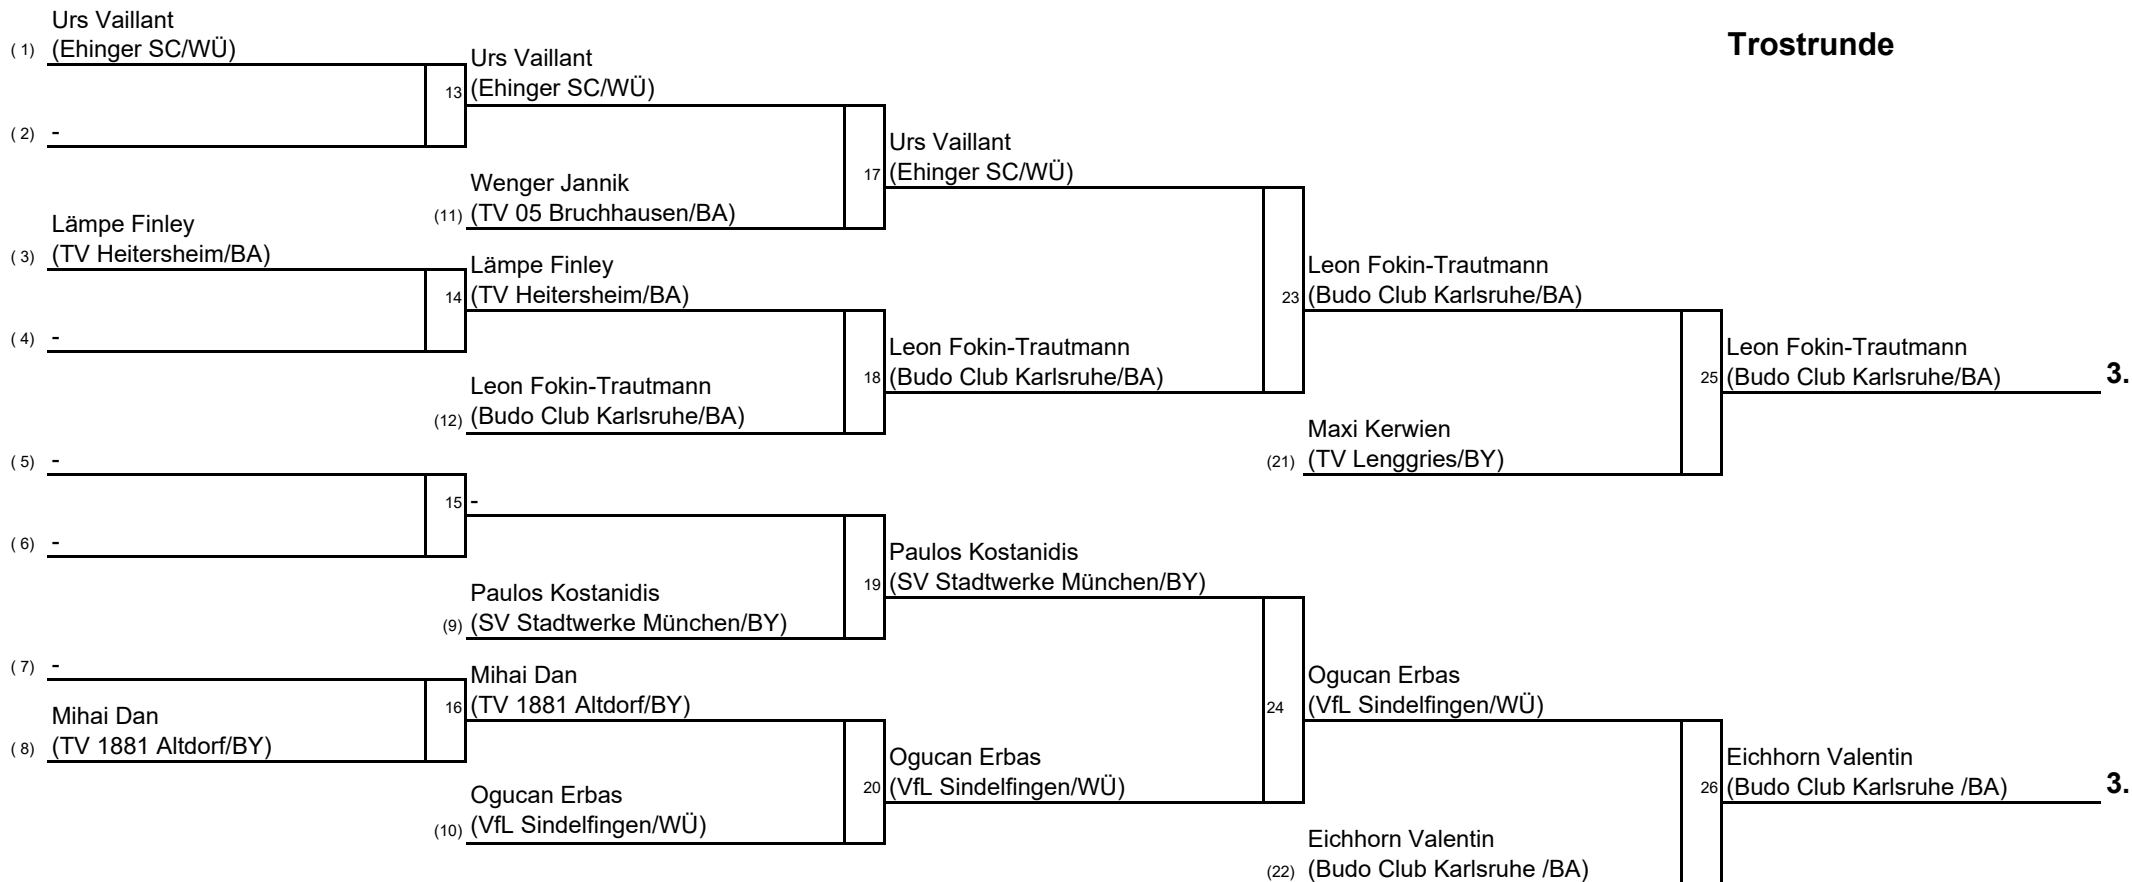 Trostrunde
Urs Vaillant
( 1) (Ehinger SC/WÜ)
( 2) -
Lämpe Finley
( 3) (TV Heitersheim/BA)
( 4) -
( 5) -
( 6) -
( 7) -
Mihai Dan
( 8) (TV 1881 Altdorf/BY)
13
Urs Vaillant
(Ehinger SC/WÜ)
Wenger Jannik
(11) (TV 05 Bruchhausen/BA)
14
Lämpe Finley
(TV Heitersheim/BA)
Leon Fokin-Trautmann
(12) (Budo Club Karlsruhe/BA)
15 -
Paulos Kostanidis
(9) (SV Stadtwerke München/BY)
16
Mihai Dan
(TV 1881 Altdorf/BY)
Ogucan Erbas
(10) (VfL Sindelfingen/WÜ)
17
Urs Vaillant
(Ehinger SC/WÜ)
18
Leon Fokin-Trautmann
(Budo Club Karlsruhe/BA)
19
Paulos Kostanidis
(SV Stadtwerke München/BY)
20
Ogucan Erbas
(VfL Sindelfingen/WÜ)
23
Leon Fokin-Trautmann
(Budo Club Karlsruhe/BA)
Maxi Kerwien
(21) (TV Lenggries/BY)
24
Ogucan Erbas
(VfL Sindelfingen/WÜ)
Eichhorn Valentin
(22) (Budo Club Karlsruhe /BA)
25
Leon Fokin-Trautmann
(Budo Club Karlsruhe/BA)
3.
26
Eichhorn Valentin
(Budo Club Karlsruhe /BA)
3.